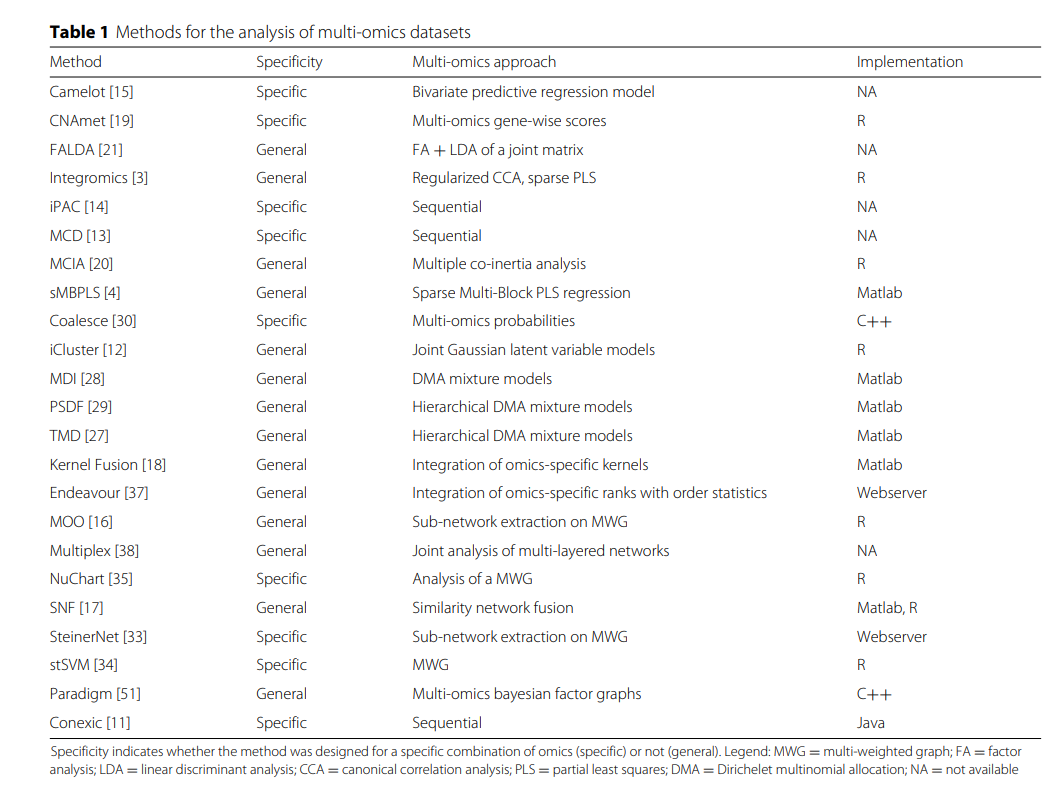 Table 1 Methods for the analysis of multi-omics datasets
Method Specificity Multi-omics approach Implementation
Camelot [15] Specific Bivariate predictive regression model NA
CNAmet [19] Specific Multi-omics gene-wise scores R
FALDA [21] General FA + LDA of a joint matrix NA
Integromics [3] General Regularized CCA, sparse PLS R
iPAC [14] Specific Sequential NA
MCD [13] Specific Sequential NA
MCIA [20] General Multiple co-inertia analysis R
sMBPLS [4] General Sparse Multi-Block PLS regression Matlab
Coalesce [30] Specific Multi-omics probabilities C++
iCluster [12] General Joint Gaussian latent variable models R
MDI [28] General DMA mixture models Matlab
PSDF [29] General Hierarchical DMA mixture models Matlab
TMD [27] General Hierarchical DMA mixture models Matlab
Kernel Fusion [18] General Integration of omics-specific kernels Matlab
Endeavour [37] General Integration of omics-specific ranks with order statistics Webserver
MOO [16] General Sub-network extraction on MWG R
Multiplex [38] General Joint analysis of multi-layered networks NA
NuChart [35] Specific Analysis of a MWG R
SNF [17] General Similarity network fusion Matlab, R
SteinerNet [33] Specific Sub-network extraction on MWG Webserver
stSVM [34] Specific MWG R
Paradigm [51] General Multi-omics bayesian factor graphs C++
Conexic [11] Specific Sequential Java
Specificity indicates whether the method was designed for a specific combination of omics (specific) or not (general). Legend: MWG = multi-weighted graph; FA = factor
analysis; LDA = linear discriminant analysis; CCA = canonical correlation analysis; PLS = partial least squares; DMA = Dirichelet multinomial allocation; NA = not available